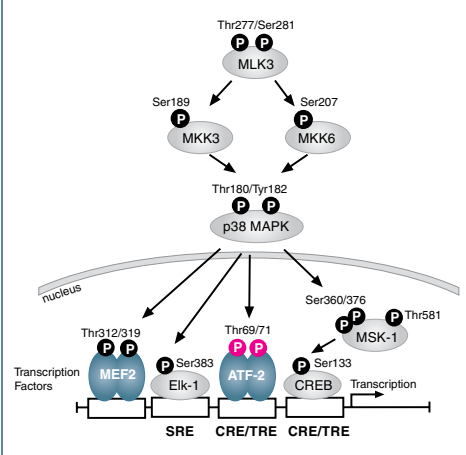 Thr277/Ser281
P P
MLK3
Ser189 Ser207
P P
MKK3 MKK6
Thr180/Tyr182
P P
p38 MAPK
nucleus
Ser360/376
P P P Thr581
MSK-1
Thr312/319 Thr69/71
P P P P
P Ser383 P Ser133
Transcription
Factors
MEF2 Elk-1 ATF-2 CREB
Transcription
SRE CRE/TRE CRE/TRE